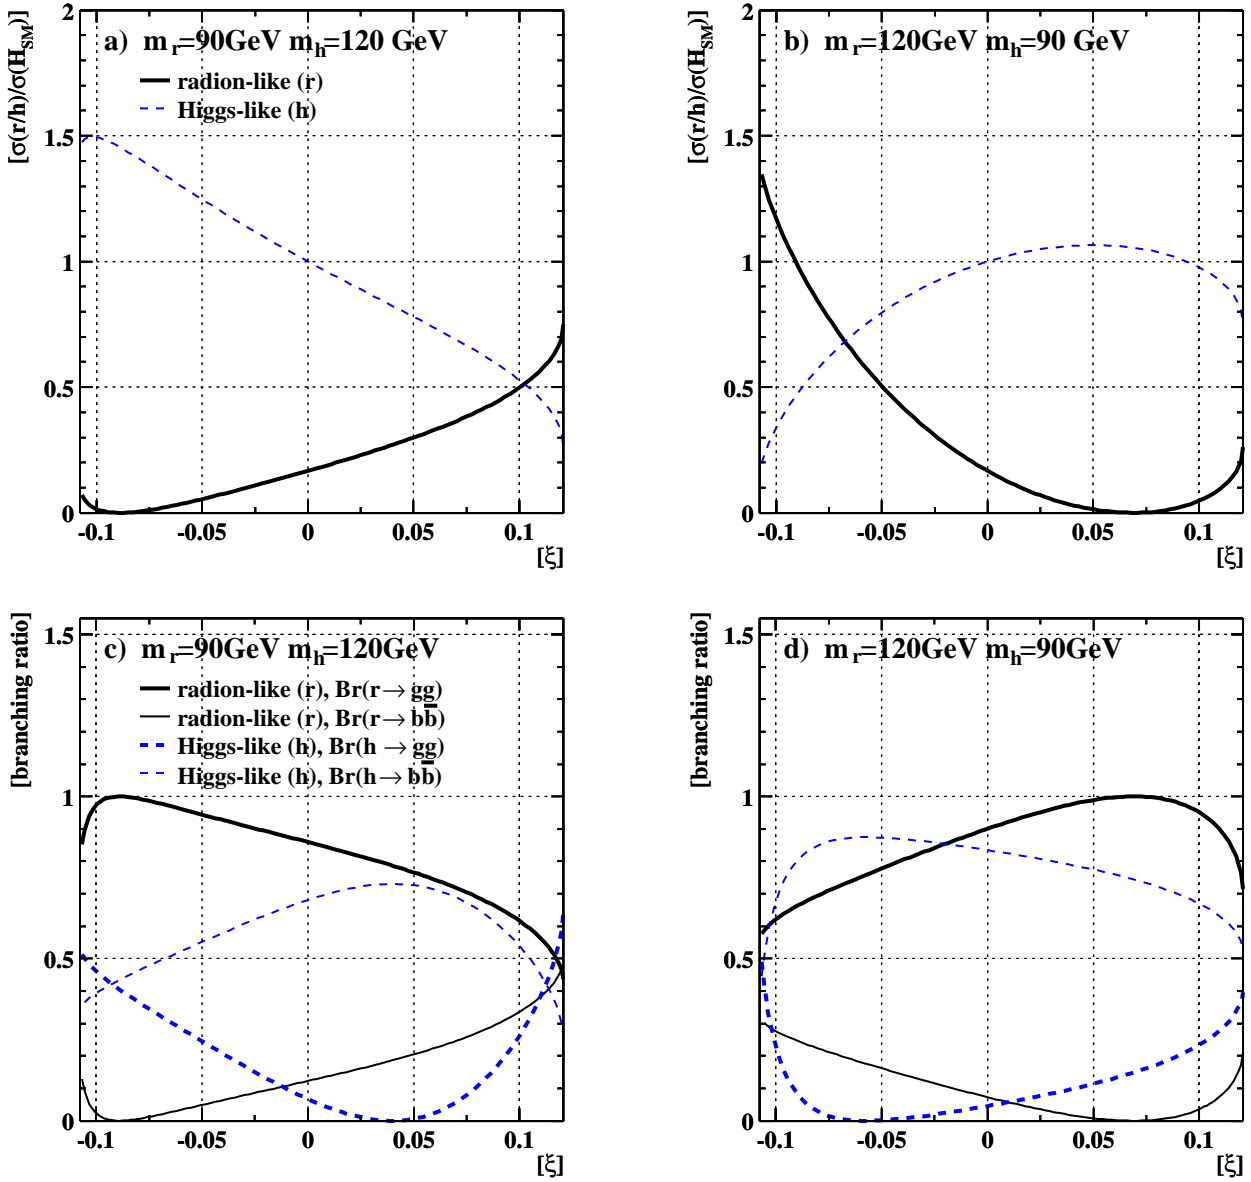 [σ(r/h)/σ(H_SM)]
2
1.5
1
0.5
0
a) m_r=90GeV m_h=120 GeV
radion-like (r)
Higgs-like (h)
-0.1 -0.05 0 0.05 0.1
[ξ]
[σ(r/h)/σ(H_SM)]
2
1.5
1
0.5
0
b) m_r=120GeV m_h=90 GeV
-0.1 -0.05 0 0.05 0.1
[ξ]
[branching ratio]
1.5
1
0.5
0
c) m_r=90GeV m_h=120GeV
radion-like (r), Br(r→gg)
radion-like (r), Br(r→bb̅)
Higgs-like (h), Br(h→gg)
Higgs-like (h), Br(h→bb̅)
-0.1 -0.05 0 0.05 0.1
[ξ]
[branching ratio]
1.5
1
0.5
0
d) m_r=120GeV m_h=90GeV
-0.1 -0.05 0 0.05 0.1
[ξ]